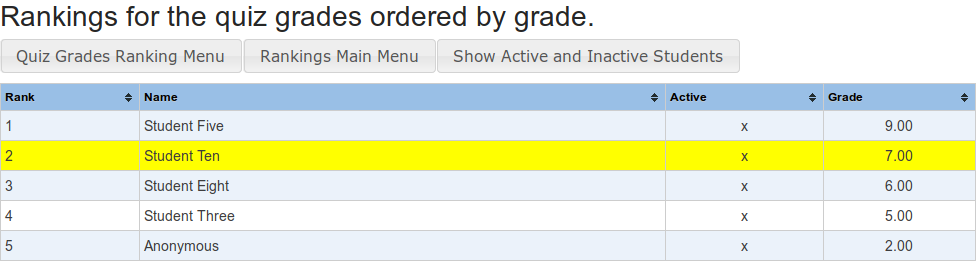 Rankings for the quiz grades ordered by grade.
Quiz Grades Ranking Menu Rankings Main Menu Show Active and Inactive Students
Rank Name Active Grade
1 Student Five x 9.00
2 Student Ten x 7.00
3 Student Eight x 6.00
4 Student Three x 5.00
5 Anonymous x 2.00